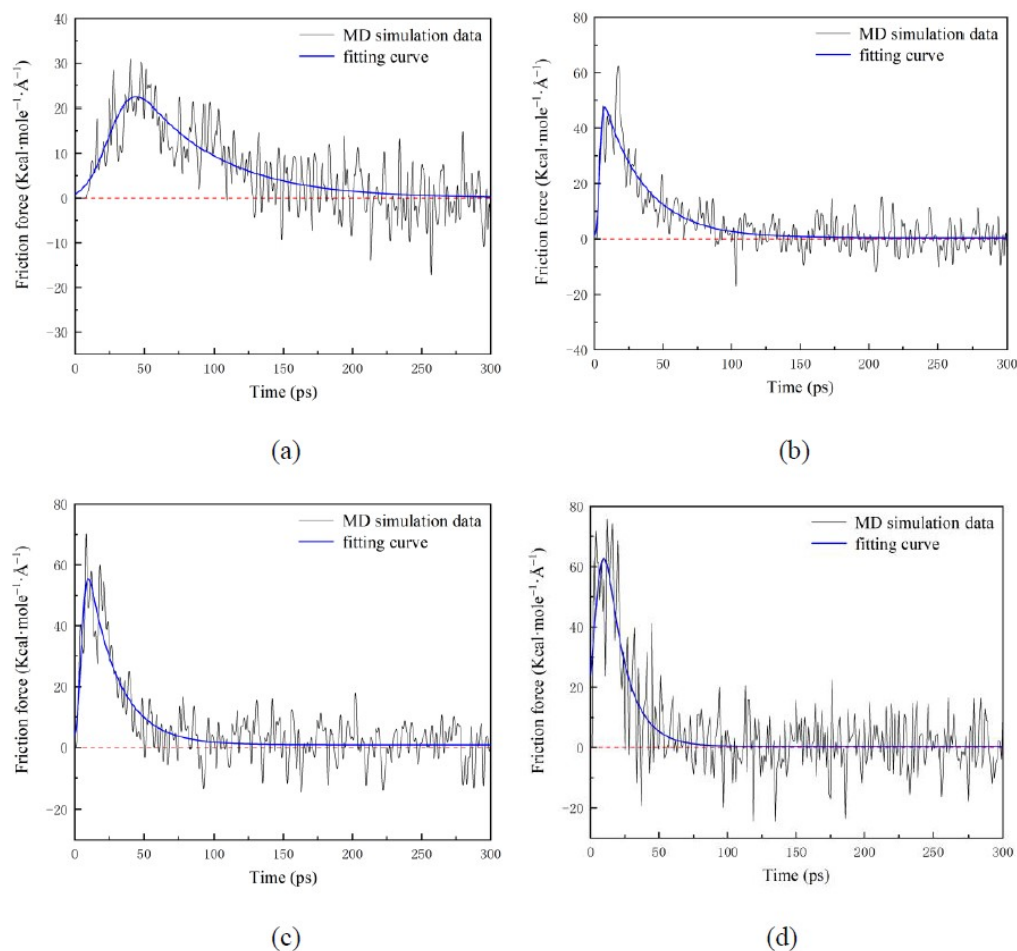 40
30
20
10
0
−10
−20
−30
Friction force (Kcal·mole⁻¹·Å⁻¹)
MD simulation data
fitting curve
0 50 100 150 200 250 300
Time (ps)
(a)
80
60
40
20
0
−20
−40
Friction force (Kcal·mole⁻¹·Å⁻¹)
MD simulation data
fitting curve
0 50 100 150 200 250 300
Time (ps)
(b)
80
60
40
20
0
−20
Friction force (Kcal·mole⁻¹·Å⁻¹)
MD simulation data
fitting curve
0 50 100 150 200 250 300
Time (ps)
(c)
80
60
40
20
0
−20
Friction force (Kcal·mole⁻¹·Å⁻¹)
MD simulation data
fitting curve
0 50 100 150 200 250 300
Time (ps)
(d)